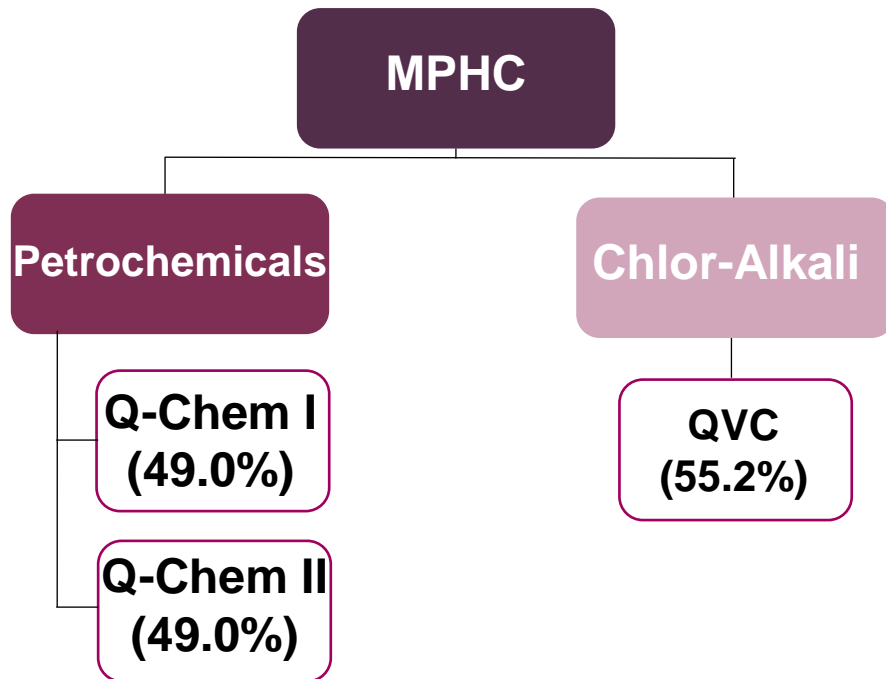 MPHC
Petrochemicals
Chlor-Alkali
Q-Chem I
(49.0%)
QVC
(55.2%)
Q-Chem II
(49.0%)